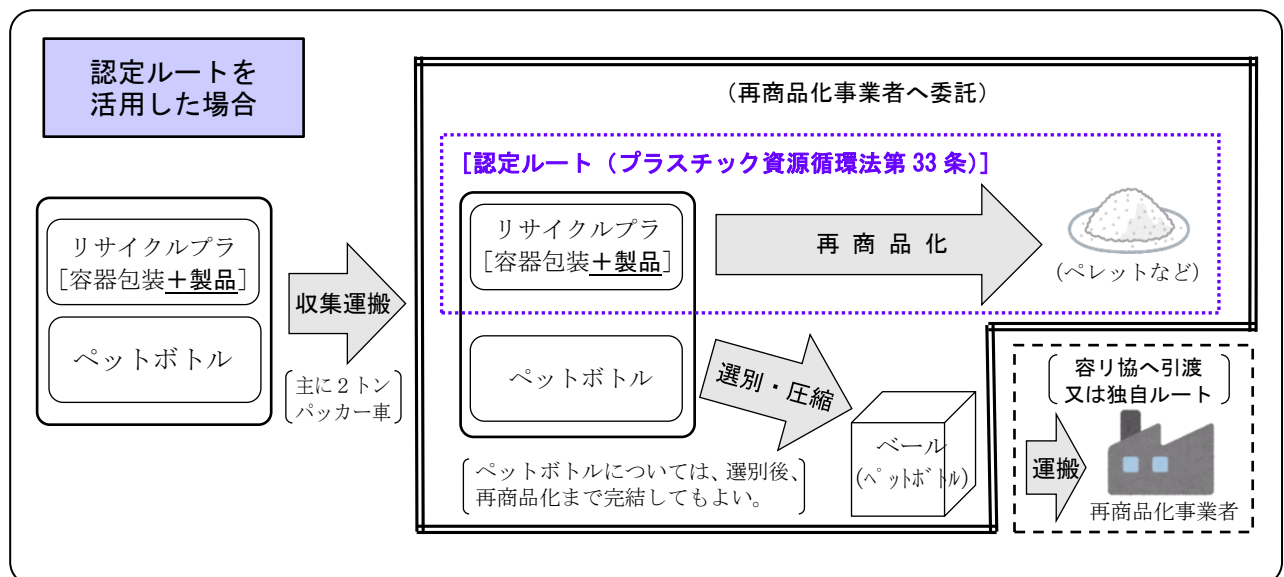 認定ルートを
活用した場合
(再商品化事業者へ委託)
[認定ルート(プラスチック資源循環法第 33 条)]
リサイクルプラ
[容器包装＋製品]
ペットボトル
収集運搬
主に２トン
パッカー車
リサイクルプラ
[容器包装＋製品]
再 商 品 化
(ペレットなど)
ペットボトル
選別・圧縮
ペットボトルについては、選別後、
再商品化まで完結してもよい。
ベール
(ﾍﾟｯﾄﾎﾞﾄﾙ)
容リ協へ引渡
又は独自ルート
運搬
再商品化事業者